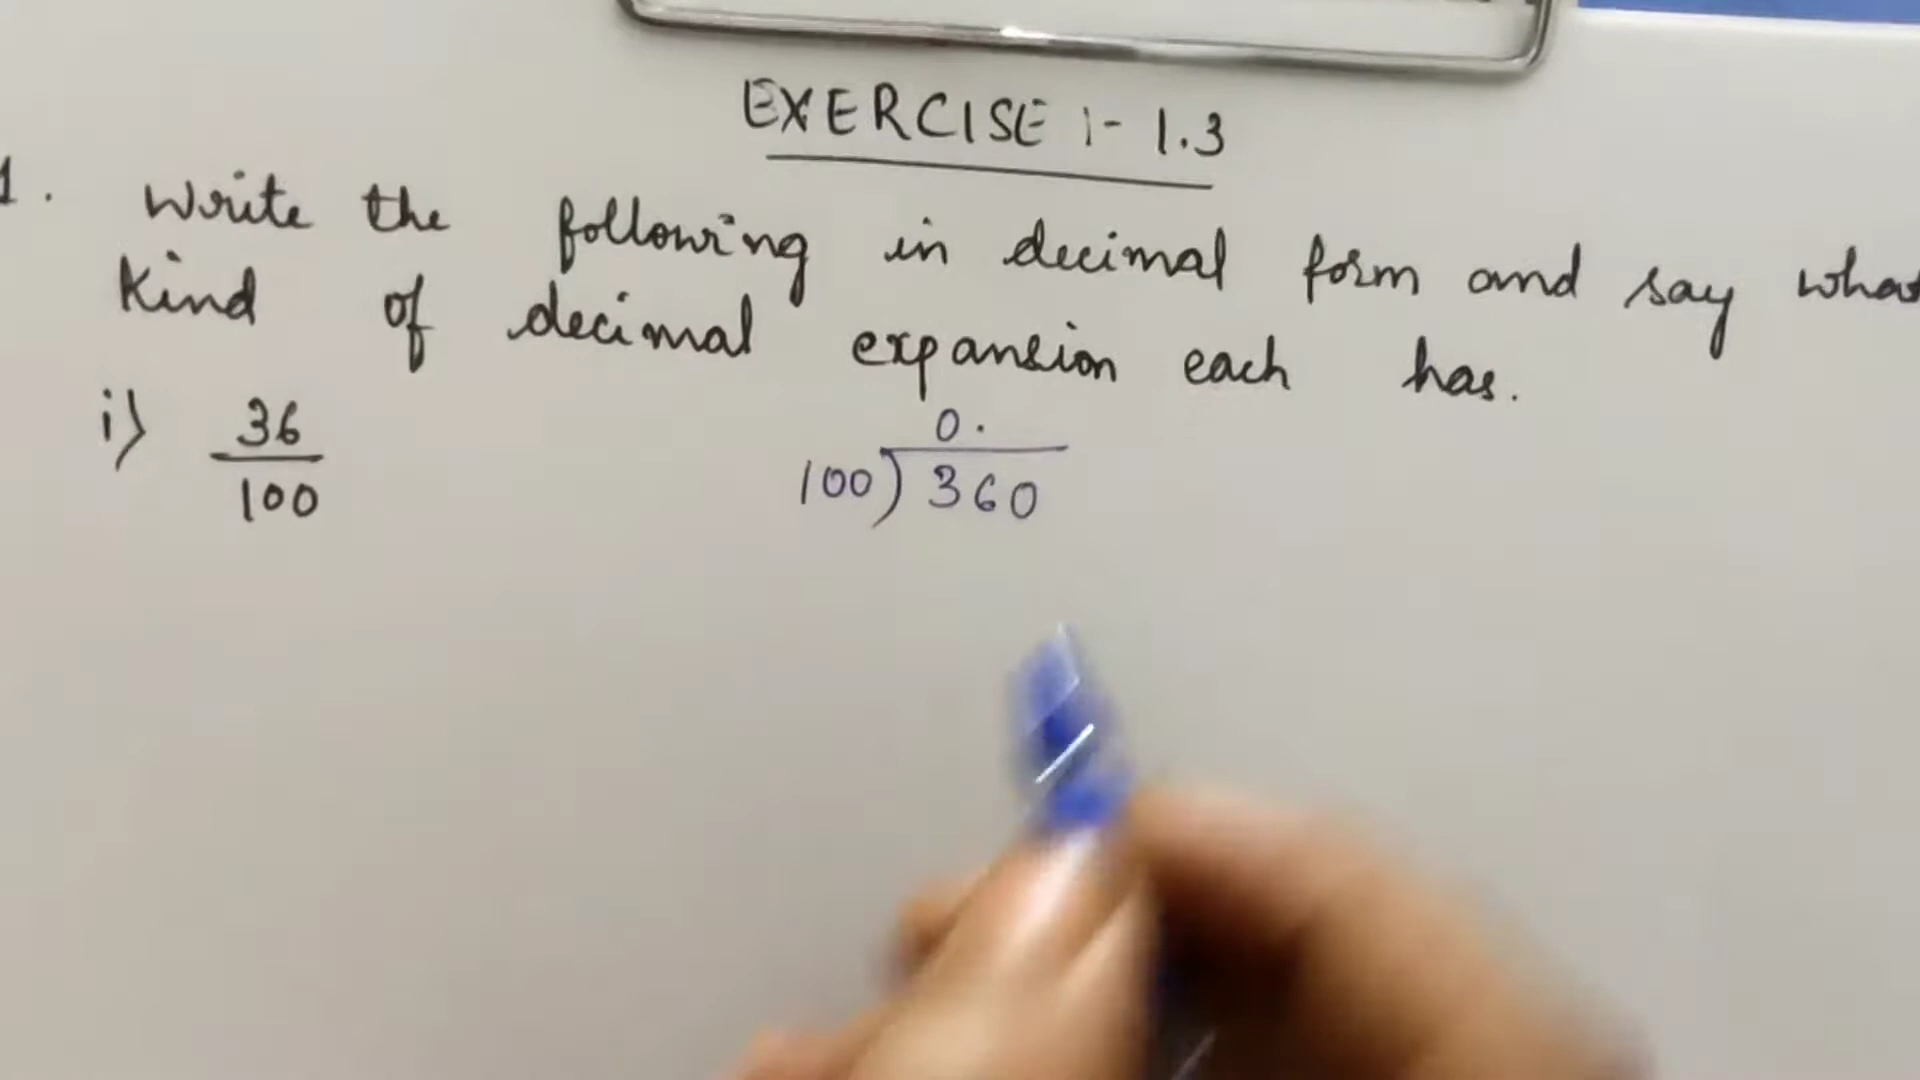 EXERCISE :- 1.3
1. Write the following in decimal form and say what
Kind of decimal expansion each has.
i) 36/100
0.
100) 360